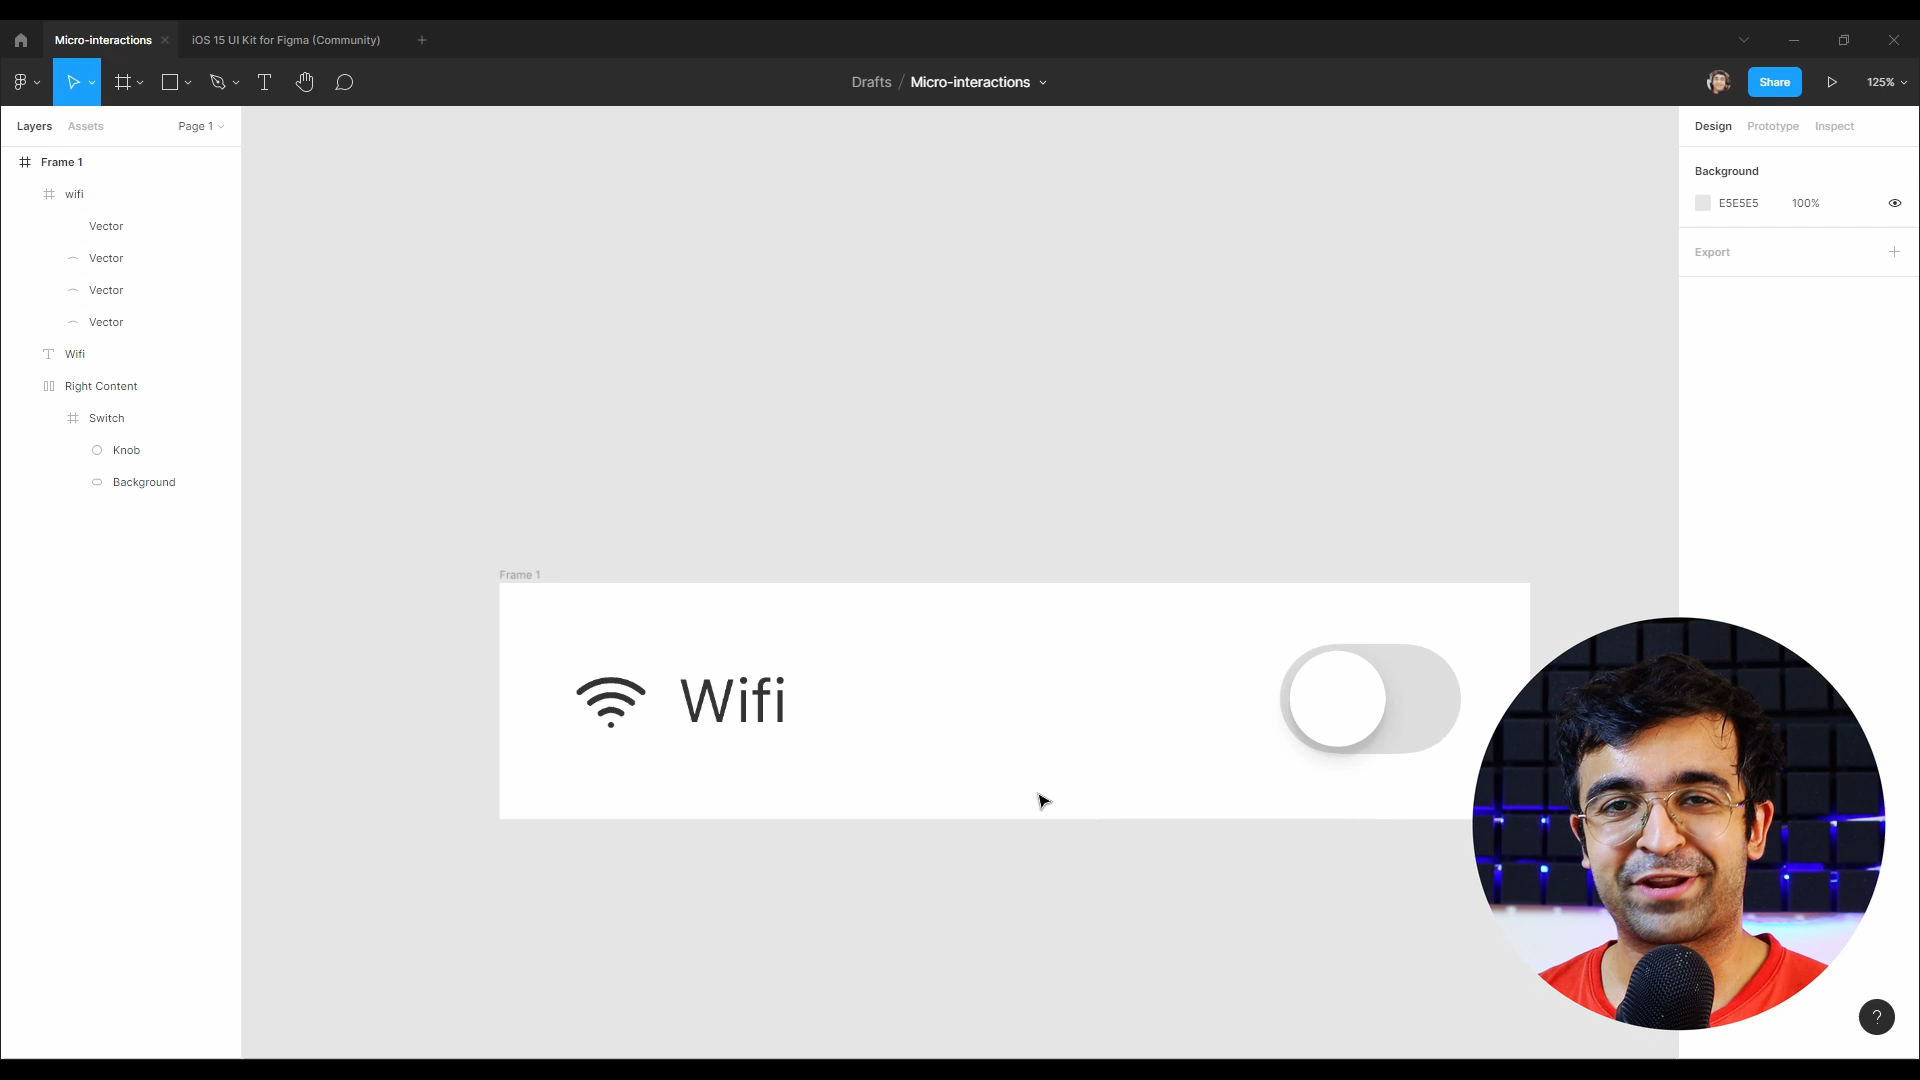 Micro-interactions
iOS 15 UI Kit for Figma (Community)
Drafts / Micro-interactions
Share
125%
Layers
Assets
Page 1
Design
Prototype
Inspect
Frame 1
wifi
Vector
Vector
Vector
Vector
Wifi
Right Content
Switch
Knob
Background
Background
E5E5E5
100%
Export
Frame 1
Wifi
?